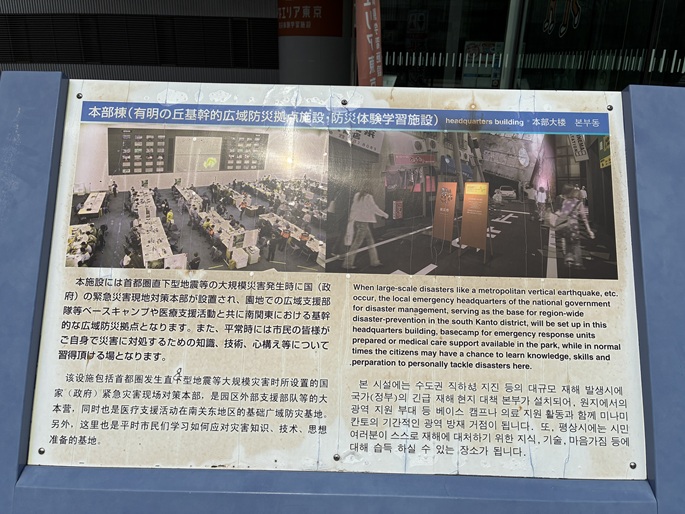 エリア東京
エリア東
本部棟（有明の丘基幹的広域防災拠点施設・防災体験学習施設） headquarters building 本部大楼 본부동
本施設には首都圏直下型地震等の大規模災害発生時に国（政
府）の緊急災害現地対策本部が設置され、園地での広域支援部
隊等ベースキャンプや医療支援活動と共に南関東における基幹
的な広域防災拠点となります。また、平常時には市民の皆様が
ご自身で災害に対処するための知識、技術、心構え等について
習得頂ける場となります。
When large-scale disasters like a metropolitan vertical earthquake, etc.
occur, the local emergency headquarters of the national government
for disaster management, serving as the base for region-wide
disaster-prevention in the south Kanto district, will be set up in this
headquarters building, basecamp for emergency response units
prepared or medical care support available in the park, while in normal
times the citizens may have a chance to learn knowledge, skills and
preparation to personally tackle disasters here.
该设施包括首都圈发生直下型地震等大规模灾害时所设置的国
家（政府）紧急灾害现场对策本部，是园区外部支援部队等的大
本营，同时也是医疗支援活动在南关东地区的基础广域防灾基地。
另外，这里也是平时市民们学习如何应对灾害知识、技术、思想
准备的基地。
본 시설에는 수도권 직하성 지진 등의 대규모 재해 발생시에
국가(정부)의 긴급 재해 현지 대책 본부가 설치되어, 원지에서의
광역 지원 부대 등 베이스 캠프나 의료 지원 활동과 함께 미나미
칸토의 기간적인 광역 방재 거점이 됩니다. 또, 평상시에는 시민
여러분이 스스로 재해에 대처하기 위한 지식, 기술, 마음가짐 등에
대해 습득 하실 수 있는 장소가 됩니다.